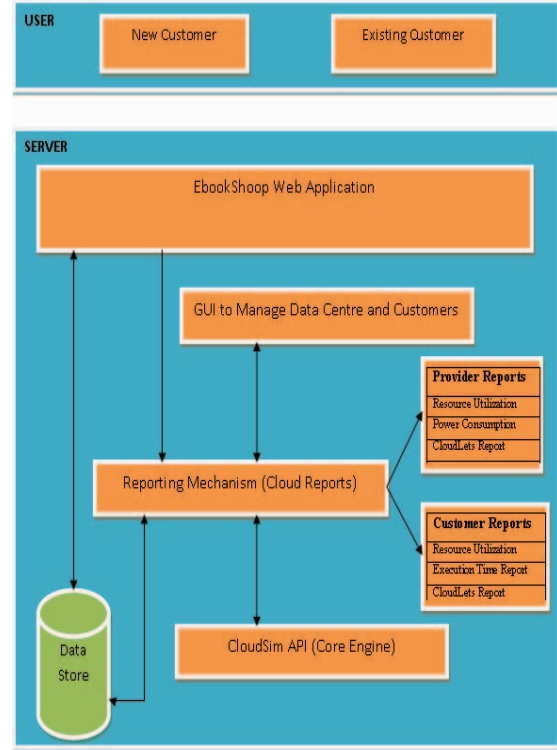 USER
New Customer
Existing Customer
SERVER
EbookShoop Web Application
GUI to Manage Data Centre and Customers
Provider Reports
Resource Utilization
Power Consumption
CloudLets Report
Reporting Mechanism (Cloud Reports)
Customer Reports
Resource Utilization
Execution Time Report
CloudLets Report
CloudSim API (Core Engine)
Data
Store